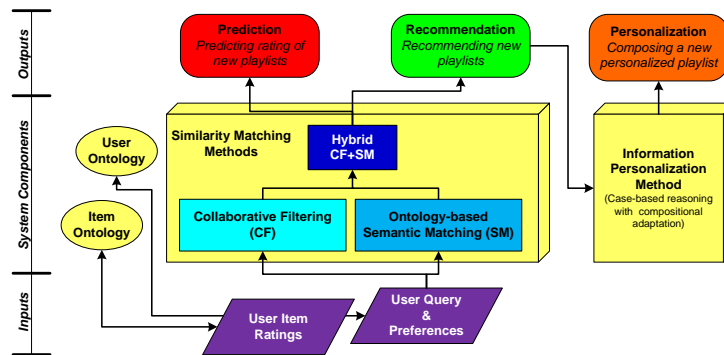 Outputs
Prediction
Predicting rating of
new playlists
Recommendation
Recommending new
playlists
Personalization
Composing a new
personalized playlist
System Components
User
Ontology
Item
Ontology
Similarity Matching
Methods
Hybrid
CF+SM
Collaborative Filtering
(CF)
Ontology-based
Semantic Matching (SM)
Information
Personalization
Method
(Case-based reasoning
with compositional
adaptation)
Inputs
User Item
Ratings
User Query
&
Preferences